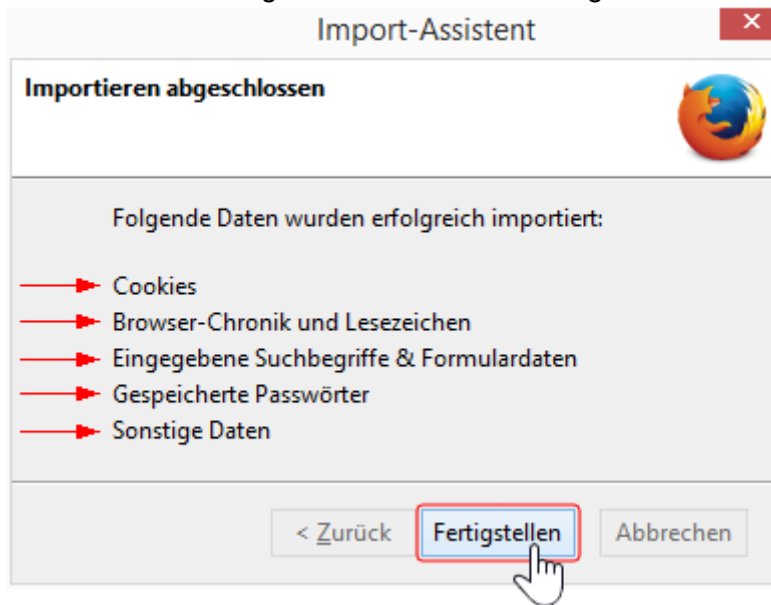 Import-Assistent
Importieren abgeschlossen
Folgende Daten wurden erfolgreich importiert:
Cookies
Browser-Chronik und Lesezeichen
Eingegebene Suchbegriffe & Formulardaten
Gespeicherte Passwörter
Sonstige Daten
< Zurück Fertigstellen Abbrechen